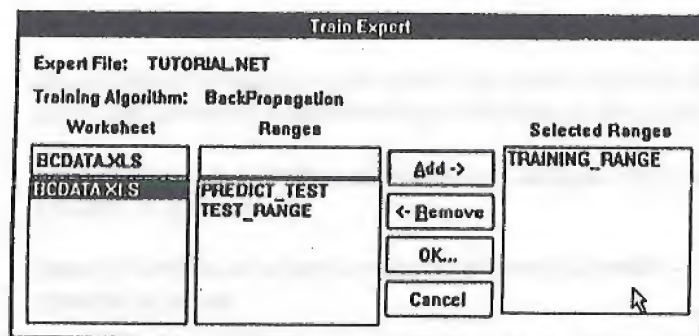 Train Expert
Expert File: TUTORIAL.NET
Training Algorithm: BackPropagation
Worksheet
Ranges
Selected Ranges
BCDATA.XLS
BCDATA.XLS
PREDICT_TEST
TEST_RANGE
Add ->
<- Remove
OK...
Cancel
TRAINING_RANGE